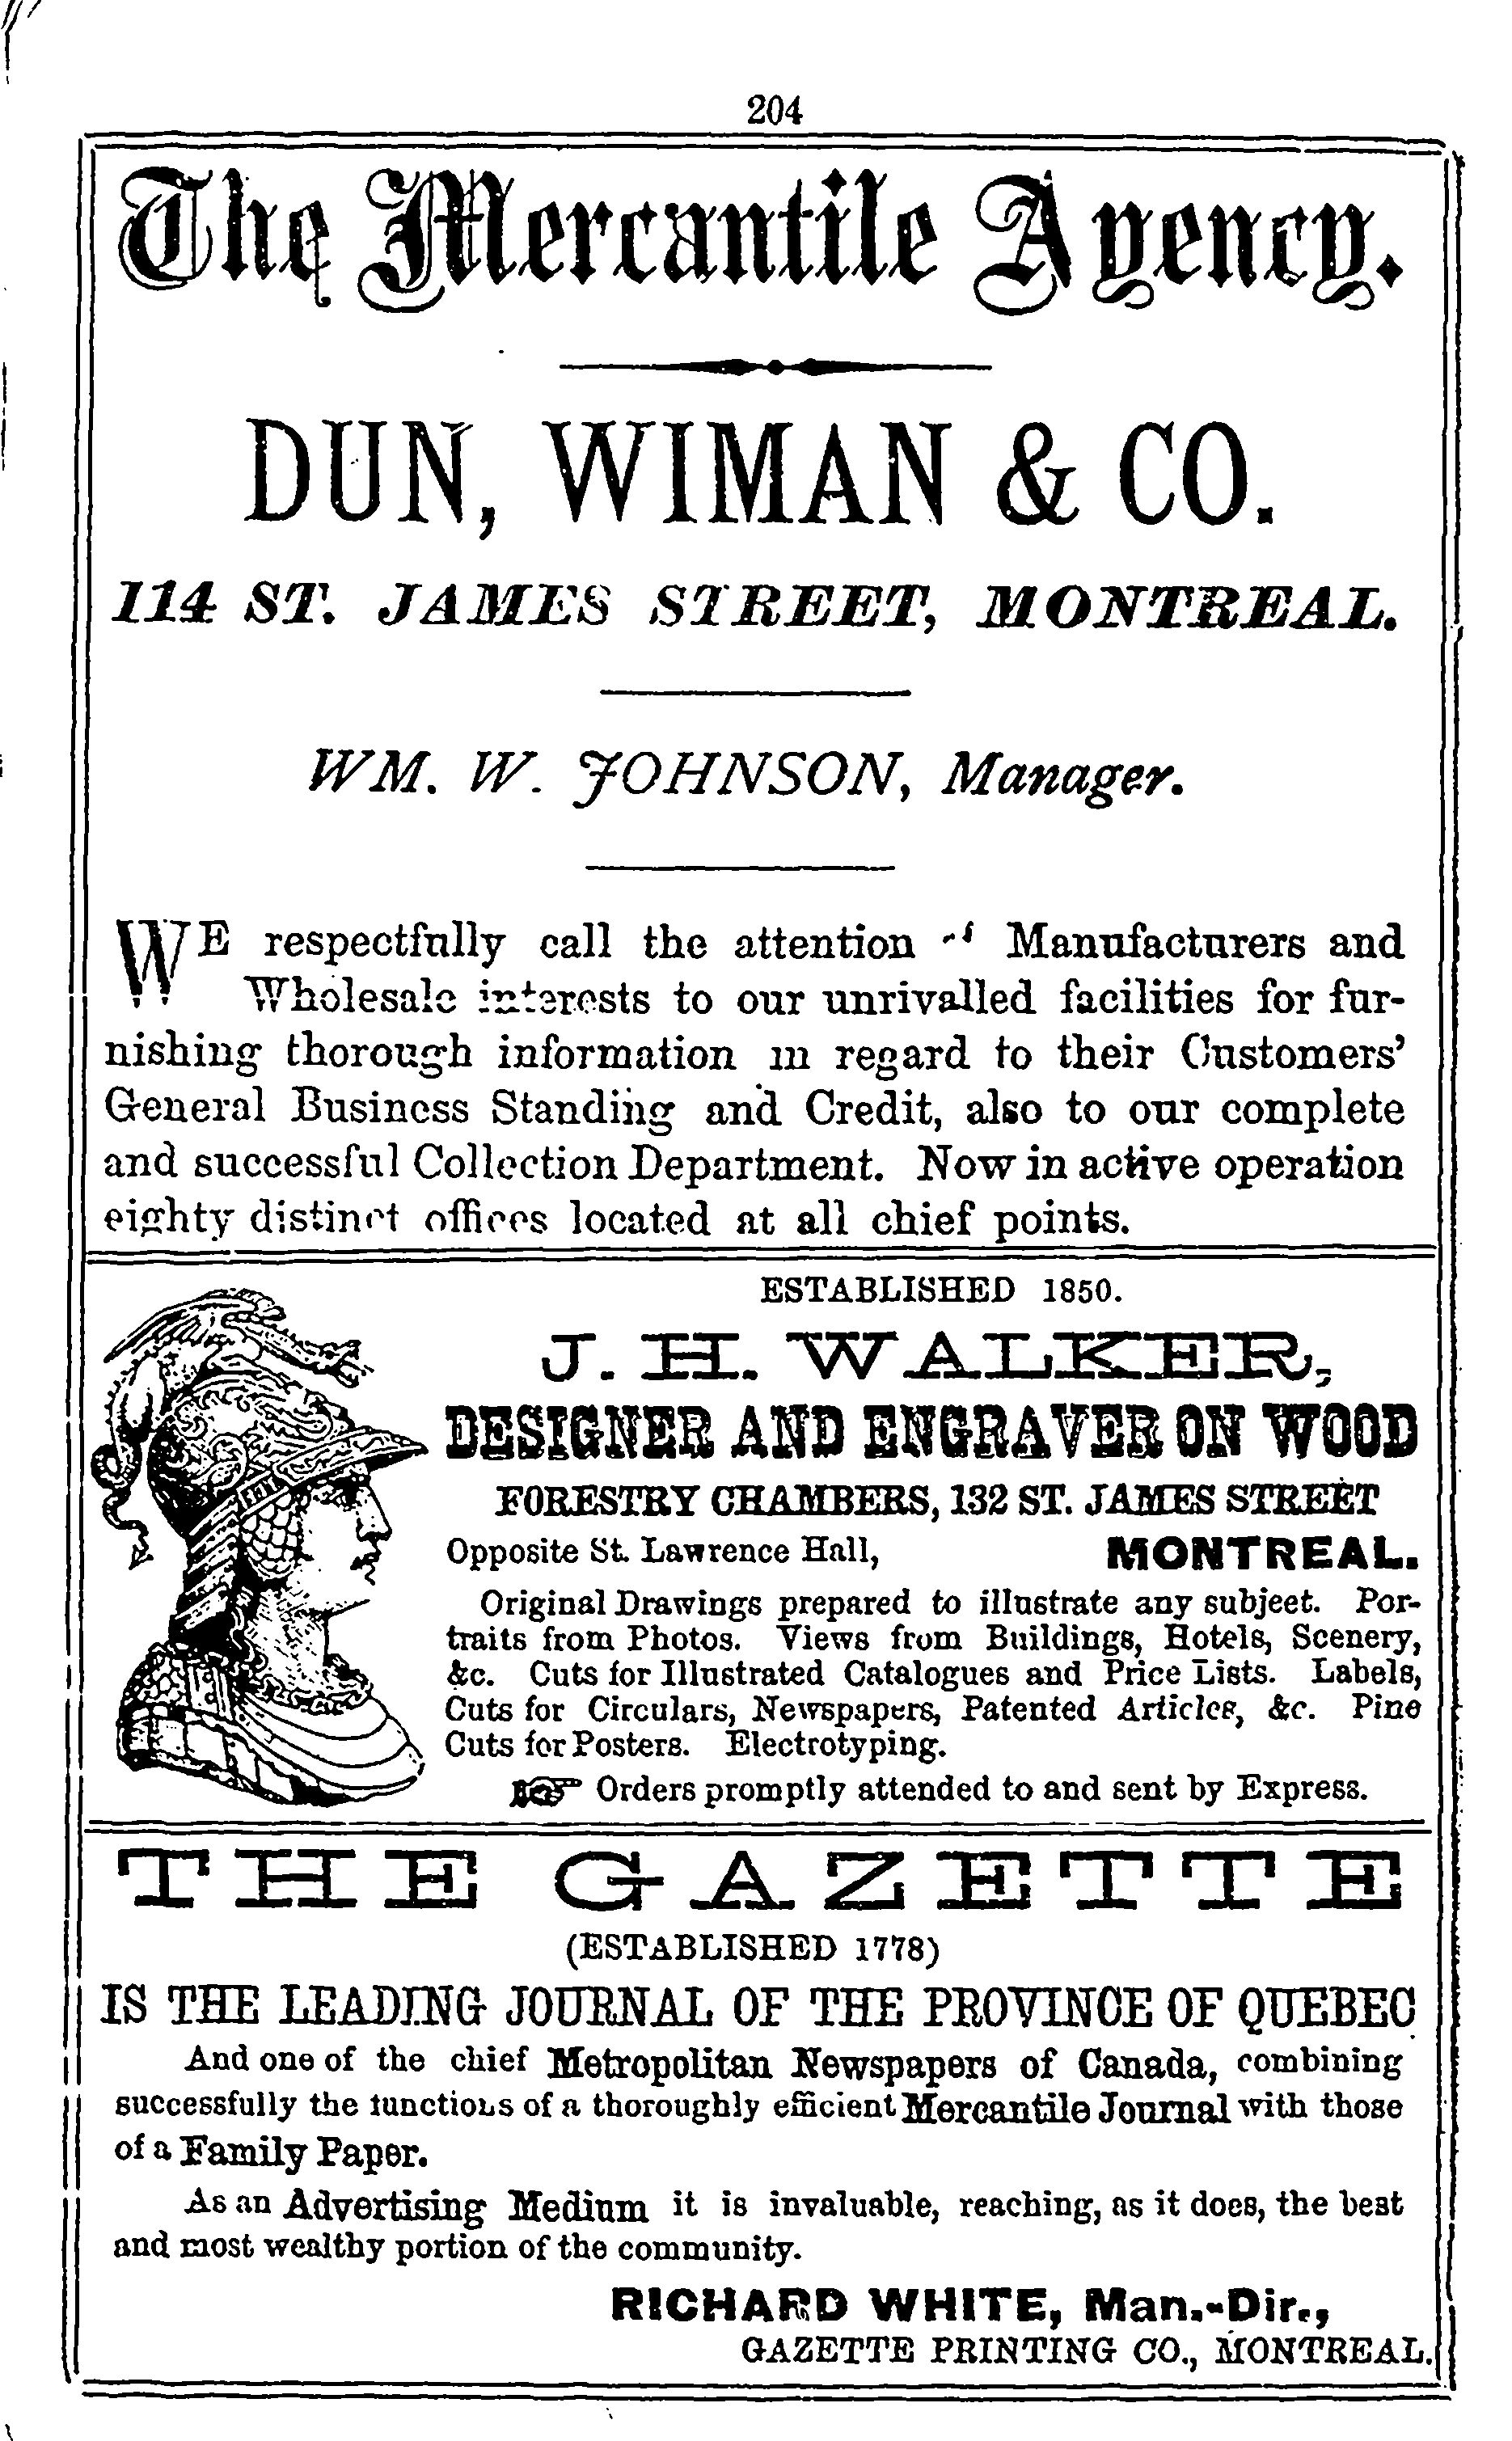 204
The Mercantile Agency.
DUN, WIMAN & CO.
114 ST. JAMES STREET, MONTREAL.
WM. W. JOHNSON, Manager.
WE respectfully call the attention of Manufacturers and
Wholesale interests to our unrivalled facilities for fur-
nishing thorough information in regard to their Customers'
General Business Standing and Credit, also to our complete
and successful Collection Department. Now in active operation
eighty distinct offices located at all chief points.
ESTABLISHED 1850.
J. H. WALKER,
DESIGNER AND ENGRAVER ON WOOD
FORESTRY CHAMBERS, 132 ST. JAMES STREET
Opposite St. Lawrence Hall, MONTREAL.
Original Drawings prepared to illustrate any subject. Por-
traits from Photos. Views from Buildings, Hotels, Scenery,
&c. Cuts for Illustrated Catalogues and Price Lists. Labels,
Cuts for Circulars, Newspapers, Patented Articles, &c. Pine
Cuts for Posters. Electrotyping.
☞ Orders promptly attended to and sent by Express.
THE GAZETTE
(ESTABLISHED 1778)
IS THE LEADING JOURNAL OF THE PROVINCE OF QUEBEC
And one of the chief Metropolitan Newspapers of Canada, combining
successfully the functions of a thoroughly efficient Mercantile Journal with those
of a Family Paper.
As an Advertising Medium it is invaluable, reaching, as it does, the best
and most wealthy portion of the community.
RICHARD WHITE, Man.-Dir.,
GAZETTE PRINTING CO., MONTREAL.